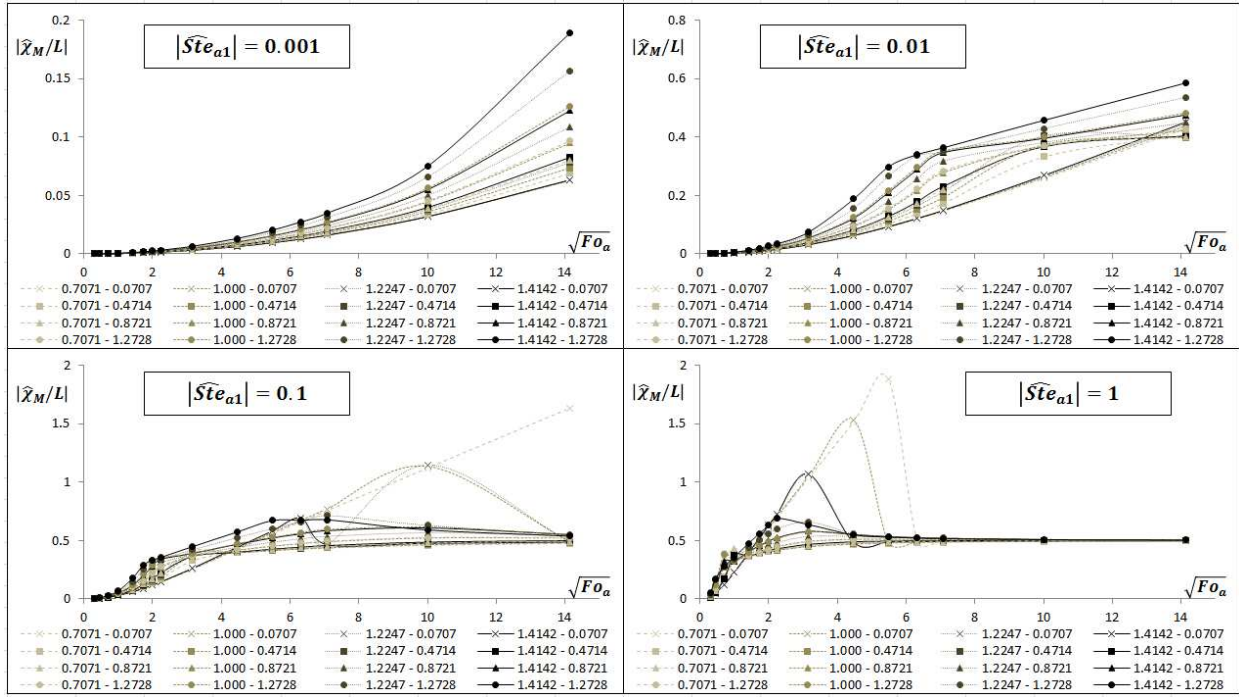 |χ̂_M/L|
|Ŝte_a1| = 0.001
0.2
0.15
0.1
0.05
0
0 2 4 6 8 10 12 14
√Fo_a
0.7071 - 0.0707 1.000 - 0.0707 1.2247 - 0.0707 1.4142 - 0.0707
0.7071 - 0.4714 1.000 - 0.4714 1.2247 - 0.4714 1.4142 - 0.4714
0.7071 - 0.8721 1.000 - 0.8721 1.2247 - 0.8721 1.4142 - 0.8721
0.7071 - 1.2728 1.000 - 1.2728 1.2247 - 1.2728 1.4142 - 1.2728
|χ̂_M/L|
|Ŝte_a1| = 0.01
0.8
0.6
0.4
0.2
0
0 2 4 6 8 10 12 14
√Fo_a
0.7071 - 0.0707 1.000 - 0.0707 1.2247 - 0.0707 1.4142 - 0.0707
0.7071 - 0.4714 1.000 - 0.4714 1.2247 - 0.4714 1.4142 - 0.4714
0.7071 - 0.8721 1.000 - 0.8721 1.2247 - 0.8721 1.4142 - 0.8721
0.7071 - 1.2728 1.000 - 1.2728 1.2247 - 1.2728 1.4142 - 1.2728
|χ̂_M/L|
|Ŝte_a1| = 0.1
2
1.5
1
0.5
0
0 2 4 6 8 10 12 14
√Fo_a
0.7071 - 0.0707 1.000 - 0.0707 1.2247 - 0.0707 1.4142 - 0.0707
0.7071 - 0.4714 1.000 - 0.4714 1.2247 - 0.4714 1.4142 - 0.4714
0.7071 - 0.8721 1.000 - 0.8721 1.2247 - 0.8721 1.4142 - 0.8721
0.7071 - 1.2728 1.000 - 1.2728 1.2247 - 1.2728 1.4142 - 1.2728
|χ̂_M/L|
|Ŝte_a1| = 1
2
1.5
1
0.5
0
0 2 4 6 8 10 12 14
√Fo_a
0.7071 - 0.0707 1.000 - 0.0707 1.2247 - 0.0707 1.4142 - 0.0707
0.7071 - 0.4714 1.000 - 0.4714 1.2247 - 0.4714 1.4142 - 0.4714
0.7071 - 0.8721 1.000 - 0.8721 1.2247 - 0.8721 1.4142 - 0.8721
0.7071 - 1.2728 1.000 - 1.2728 1.2247 - 1.2728 1.4142 - 1.2728